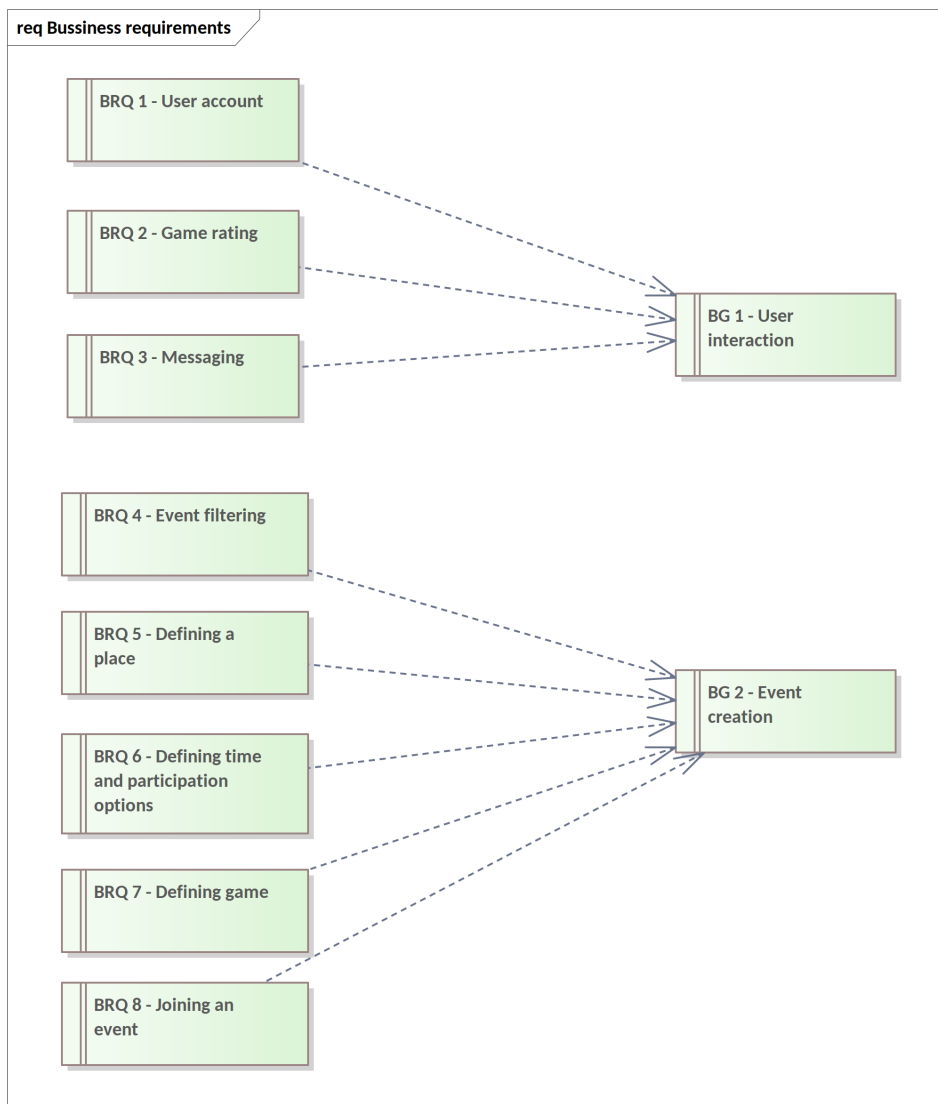 req Bussiness requirements
BRQ 1 - User account
BRQ 2 - Game rating
BRQ 3 - Messaging
BG 1 - User
interaction
BRQ 4 - Event filtering
BRQ 5 - Defining a
place
BRQ 6 - Defining time
and participation
options
BRQ 7 - Defining game
BRQ 8 - Joining an
event
BG 2 - Event
creation